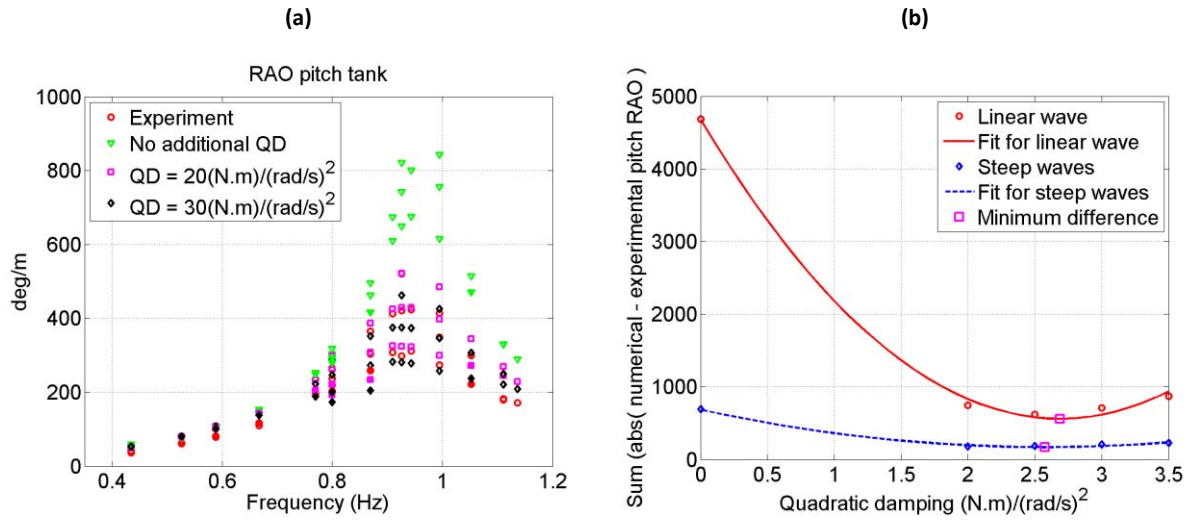 (a)
RAO pitch tank
1000
800
600
400
200
0
deg/m
0.4
0.6
0.8
1
1.2
Frequency (Hz)
Experiment
No additional QD
QD = 20(N.m)/(rad/s)²
QD = 30(N.m)/(rad/s)²
(b)
5000
4000
3000
2000
1000
0
Sum (abs( numerical - experimental pitch RAO )
0
0.5
1
1.5
2
2.5
3
3.5
Quadratic damping (N.m)/(rad/s)²
Linear wave
Fit for linear wave
Steep waves
Fit for steep waves
Minimum difference